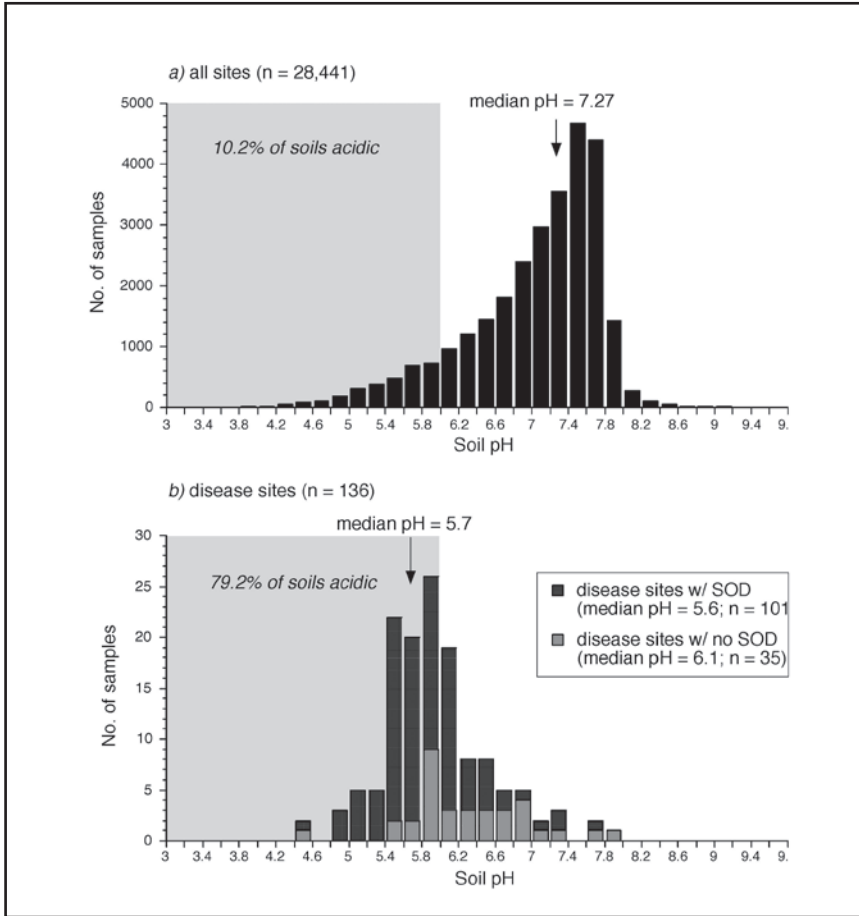 a) all sites (n = 28,441)
median pH = 7.27
10.2% of soils acidic
5000
4000
3000
2000
1000
0
No. of samples
3 3.4 3.8 4.2 4.6 5 5.4 5.8 6.2 6.6 7 7.4 7.8 8.2 8.6 9 9.4 9.
Soil pH
b) disease sites (n = 136)
median pH = 5.7
79.2% of soils acidic
30
25
20
15
10
5
0
No. of samples
disease sites w/ SOD
(median pH = 5.6; n = 101
disease sites w/ no SOD
(median pH = 6.1; n = 35)
3 3.4 3.8 4.2 4.6 5 5.4 5.8 6.2 6.6 7 7.4 7.8 8.2 8.6 9 9.4 9.
Soil pH